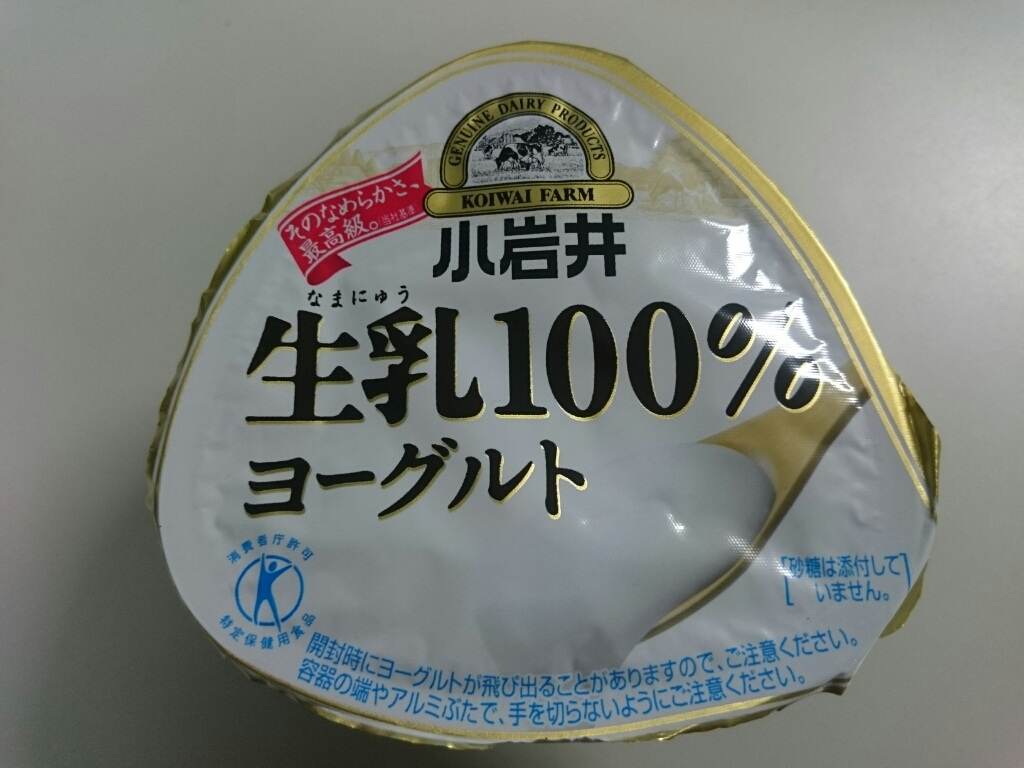 GENUINE DAIRY PRODUCTS
KOIWAI FARM
そのなめらかさ、
最高級。当社基準
小岩井
なまにゅう
生乳100%
ヨーグルト
消費者庁許可
特定保健用食品
[砂糖は添付して
いません。]
開封時にヨーグルトが飛び出ることがありますので、ご注意ください。
容器の端やアルミぶたで、手を切らないようにご注意ください。